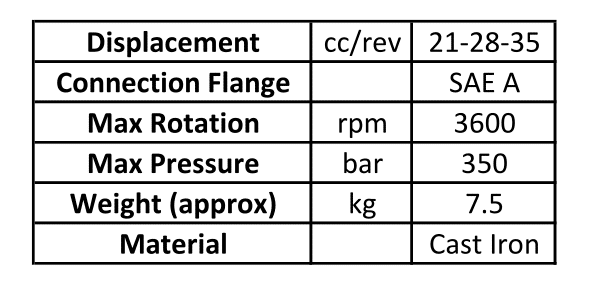 Displacement cc/rev 21-28-35
Connection Flange SAE A
Max Rotation rpm 3600
Max Pressure bar 350
Weight (approx) kg 7.5
Material Cast Iron